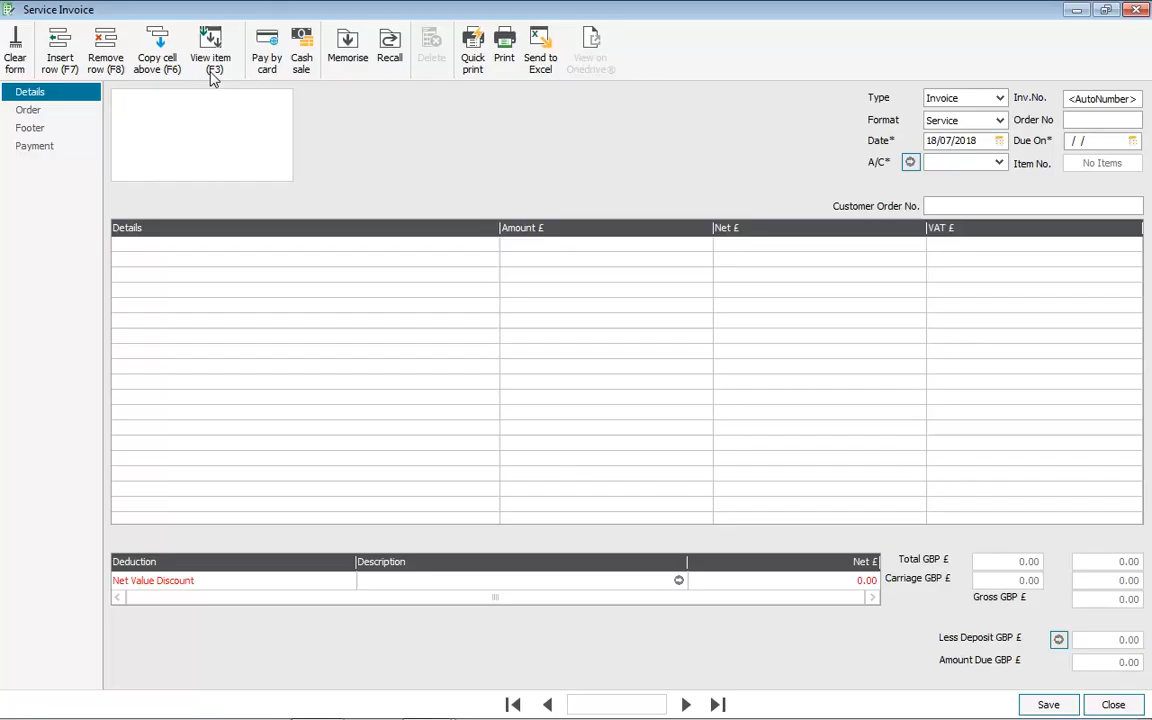 Service Invoice
Clear form
Insert row (F7)
Remove row (F8)
Copy cell above (F6)
View item (F3)
Pay by card
Cash sale
Memorise
Recall
Delete
Quick print
Print
Send to Excel
View on Onedrive®
Details
Order
Footer
Payment
Type Invoice Inv.No. <AutoNumber>
Format Service Order No
Date* 18/07/2018 Due On* / /
A/C* Item No. No Items
Customer Order No.
Details Amount £ Net £ VAT £
Deduction Description Net £
Net Value Discount 0.00
Total GBP £ 0.00 0.00
Carriage GBP £ 0.00 0.00
Gross GBP £ 0.00
Less Deposit GBP £ 0.00
Amount Due GBP £ 0.00
Save Close